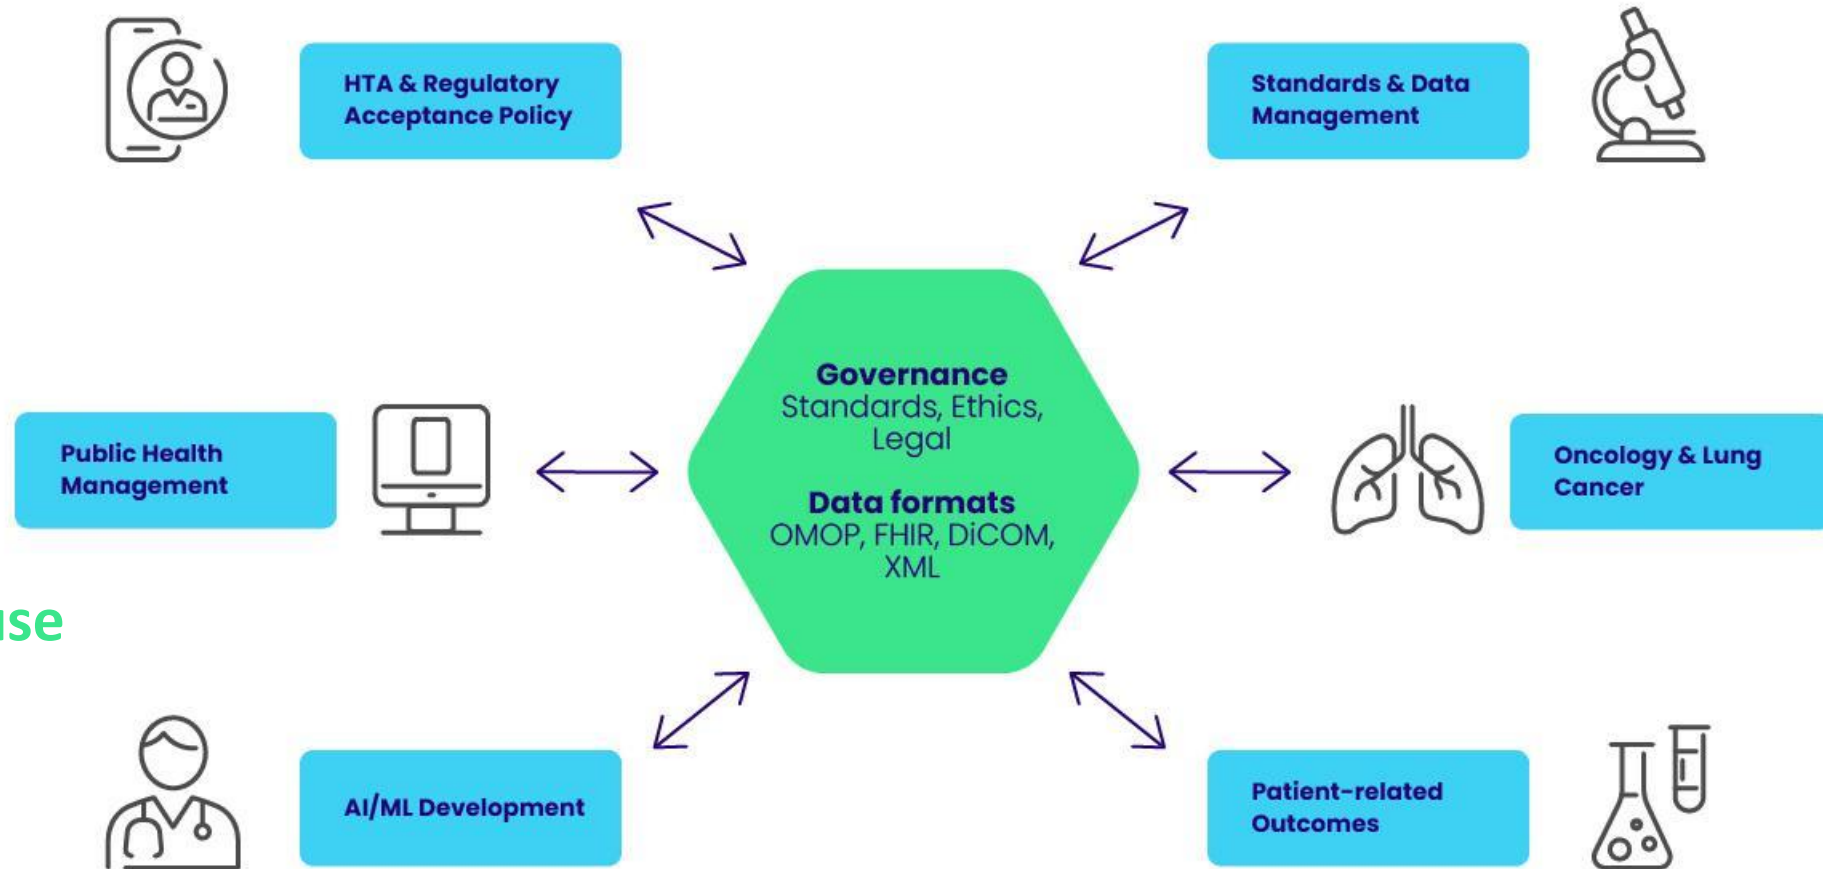 HTA & Regulatory
Acceptance Policy
Standards & Data
Management
Governance
Standards, Ethics,
Legal
Data formats
OMOP, FHIR, DiCOM,
XML
Public Health
Management
Oncology & Lung
Cancer
use
AI/ML Development
Patient-related
Outcomes